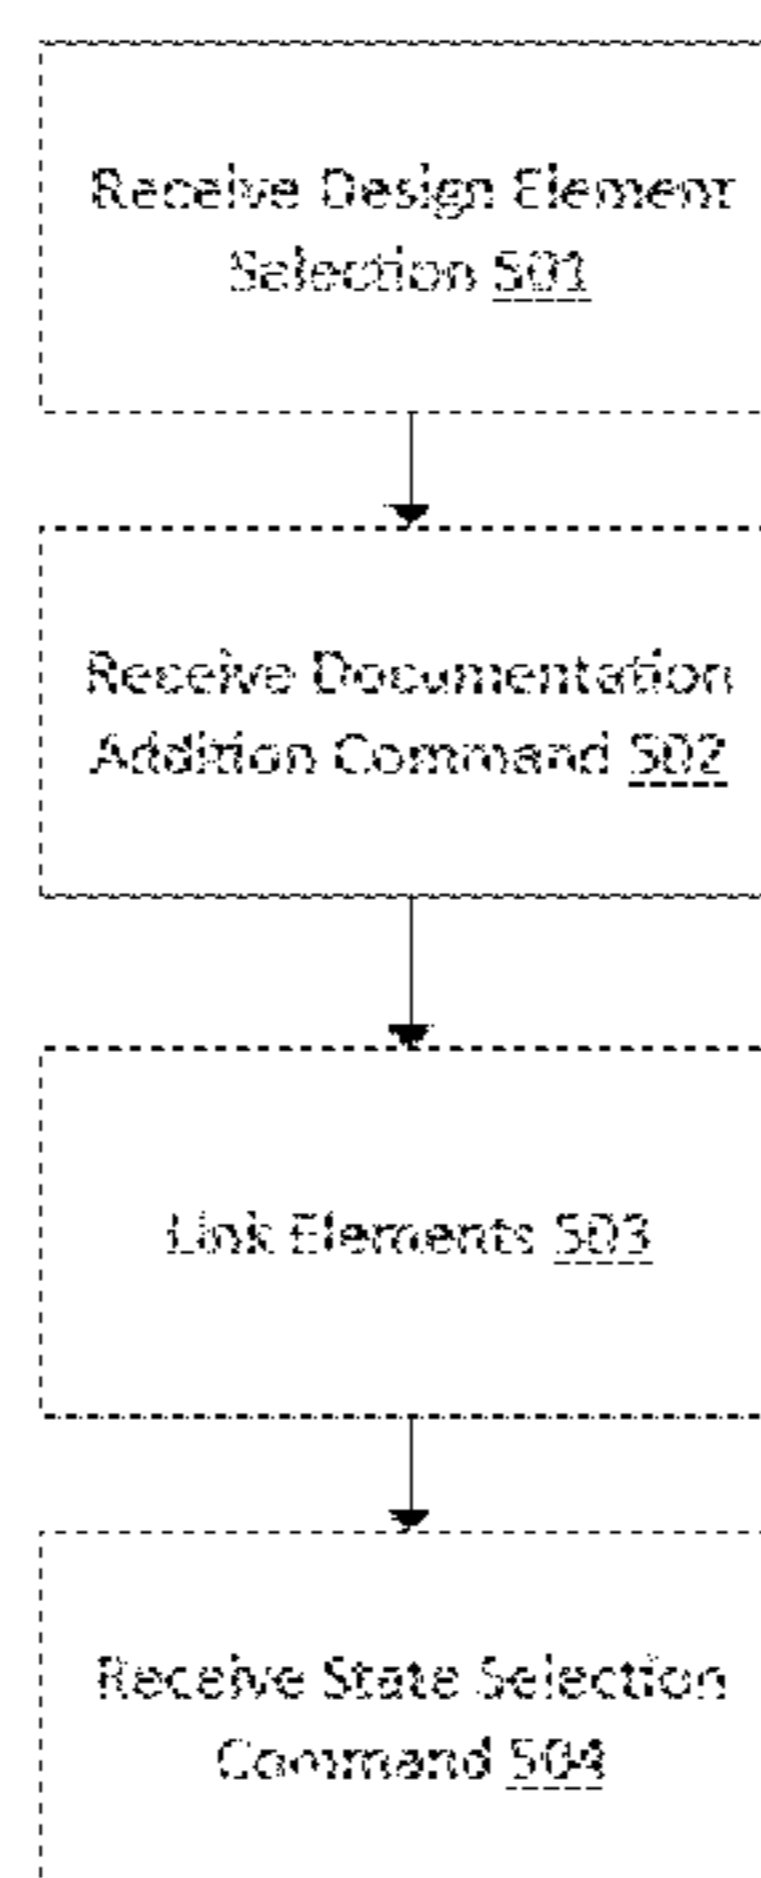 Receive Design Element
Selection 501
Receive Documentation
Addition Command 502
Link Elements 503
Receive State Selection
Command 504